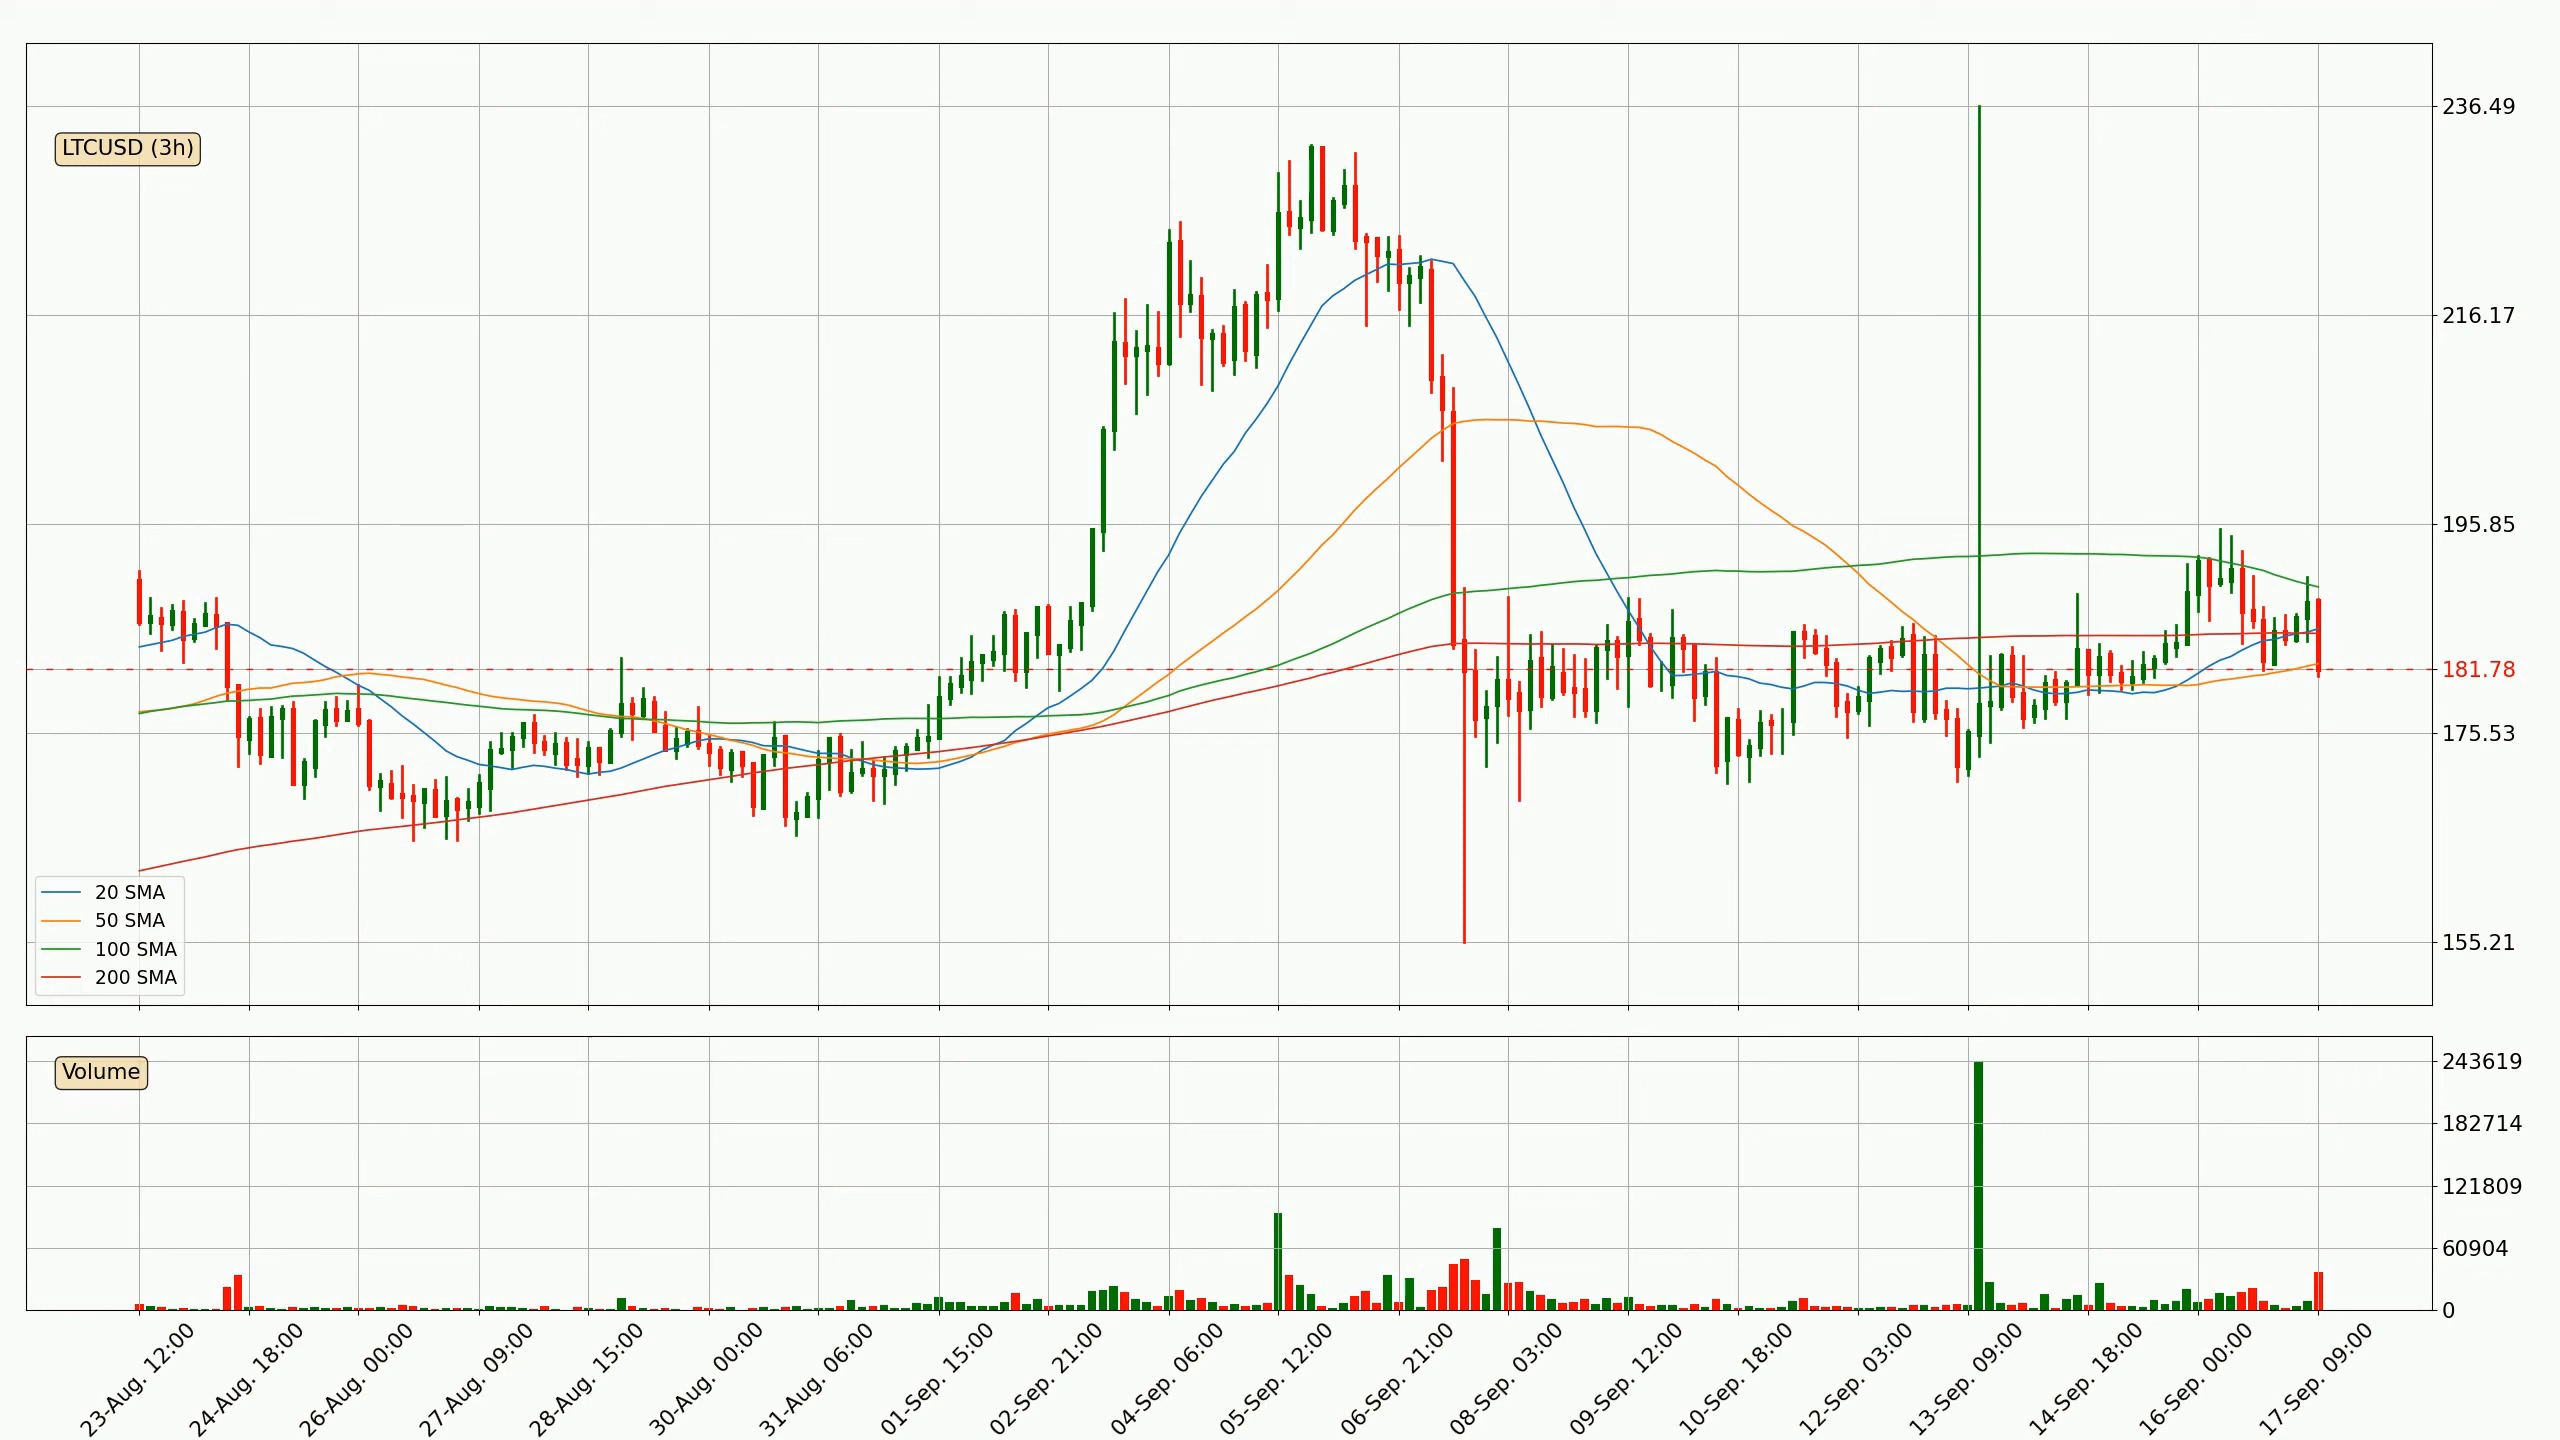 LTCUSD (3h)
236.49
216.17
195.85
181.78
175.53
155.21
20 SMA
50 SMA
100 SMA
200 SMA
Volume
243619
182714
121809
60904
0
23-Aug. 12:00
24-Aug. 18:00
26-Aug. 00:00
27-Aug. 09:00
28-Aug. 15:00
30-Aug. 00:00
31-Aug. 06:00
01-Sep. 15:00
02-Sep. 21:00
04-Sep. 06:00
05-Sep. 12:00
06-Sep. 21:00
08-Sep. 03:00
09-Sep. 12:00
10-Sep. 18:00
12-Sep. 03:00
13-Sep. 09:00
14-Sep. 18:00
16-Sep. 00:00
17-Sep. 09:00